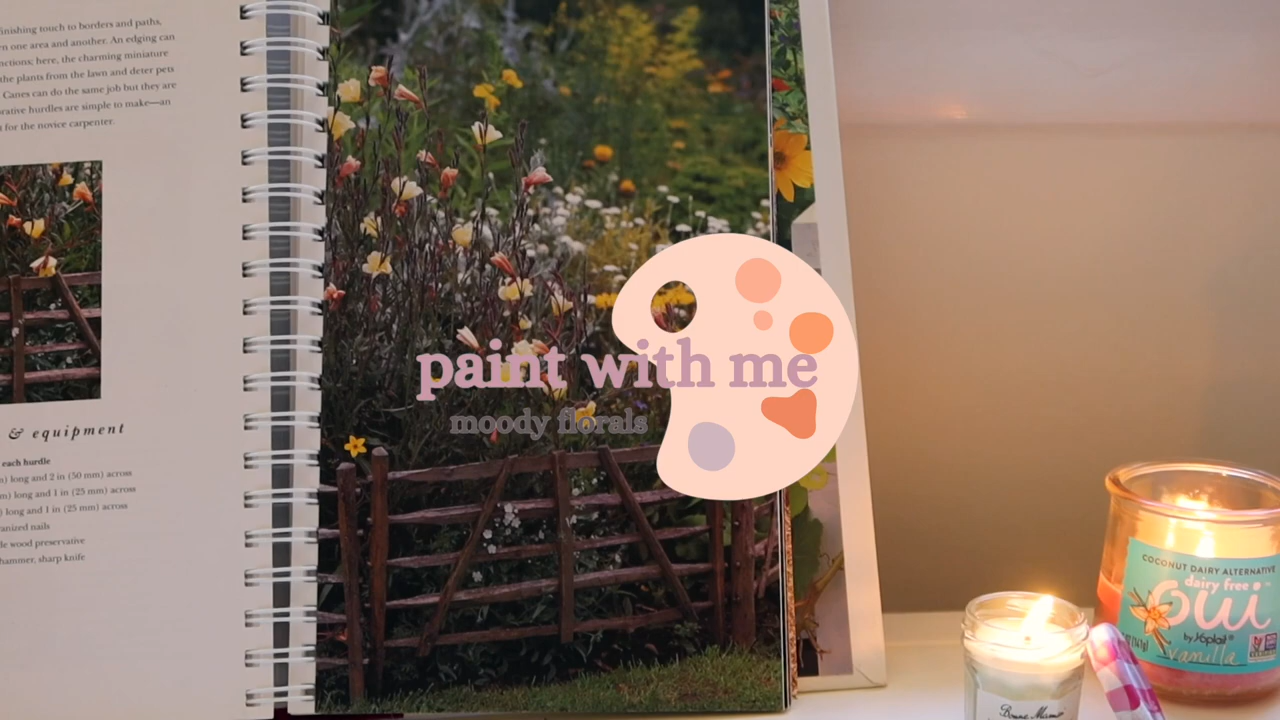 finishing touch to borders and paths,
one area and another. An edging can
here, the charming miniature
the plants from the lawn and deter pets
Canes can do the same job but they are
hurdles are simple to make—an
for the novice carpenter.
& equipment
each hurdle
long and 2 in (50 mm) across
long and 1 in (25 mm) across
long and 1 in (25 mm) across
nails
wood preservative
hammer, sharp knife
paint with me
moody florals
COCONUT DAIRY ALTERNATIVE
dairy free
Oui
by Yoplait
vanilla
Bonne Maman